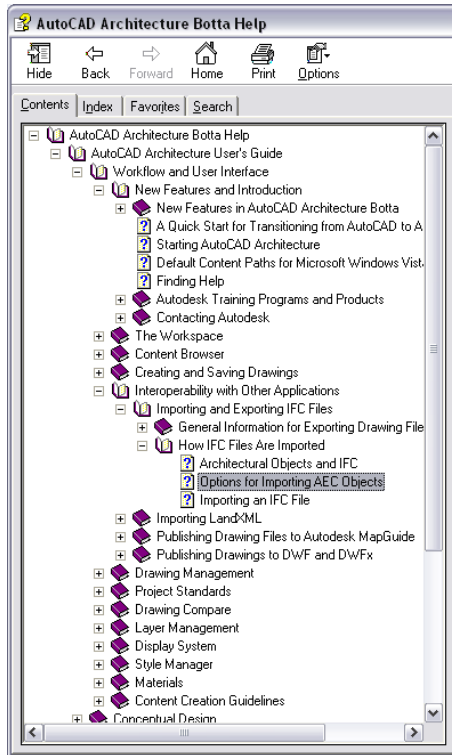 AutoCAD Architecture Botta Help
Hide Back Forward Home Print Options
Contents Index Favorites Search
AutoCAD Architecture Botta Help
AutoCAD Architecture User's Guide
Workflow and User Interface
New Features and Introduction
New Features in AutoCAD Architecture Botta
A Quick Start for Transitioning from AutoCAD to A
Starting AutoCAD Architecture
Default Content Paths for Microsoft Windows Vist
Finding Help
Autodesk Training Programs and Products
Contacting Autodesk
The Workspace
Content Browser
Creating and Saving Drawings
Interoperability with Other Applications
Importing and Exporting IFC Files
General Information for Exporting Drawing File
How IFC Files Are Imported
Architectural Objects and IFC
Options for Importing AEC Objects
Importing an IFC File
Importing LandXML
Publishing Drawing Files to Autodesk MapGuide
Publishing Drawings to DWF and DWFx
Drawing Management
Project Standards
Drawing Compare
Layer Management
Display System
Style Manager
Materials
Content Creation Guidelines
Conceptual Design